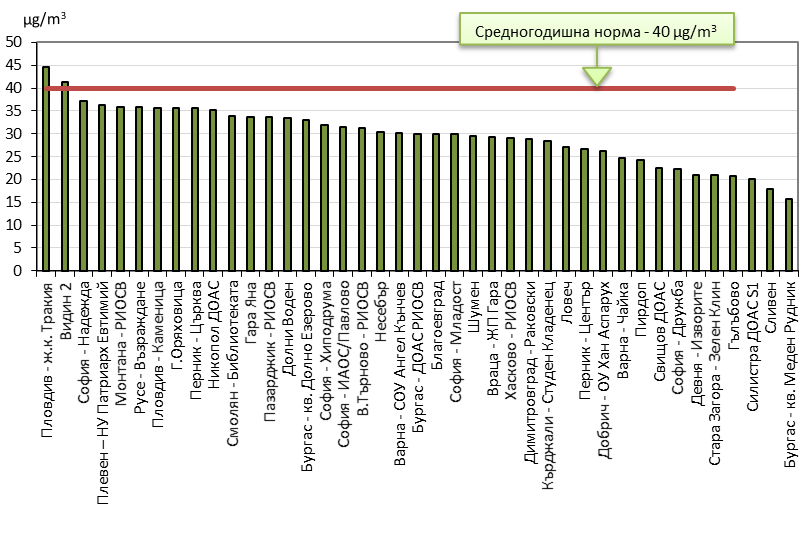 µg/m³
Средногодишна норма - 40 µg/m³
50
45
40
35
30
25
20
15
10
5
0
Пловдив - ж.к. Тракия
Видин 2
София - Надежда
Плевен – НУ Патриарх Евтимий
Монтана - РИОСВ
Русе - Възраждане
Пловдив - Каменица
Г.Оряховица
Перник - Църква
Никопол ДОАС
Смолян - Библиотеката
Гара Яна
Пазарджик - РИОСВ
Долни Воден
Бургас - кв. Долно Езерово
София - Хиподрума
София - ИАОС/Павлово
В.Търново - РИОСВ
Несебър
Варна - СОУ Ангел Кънчев
Бургас - ДОАС РИОСВ
Благоевград
София - Младост
Шумен
Враца - ЖП Гара
Хасково - РИОСВ
Димитровград - Раковски
Кърджали - Студен Кладенец
Ловеч
Перник - Център
Добрич - ОУ Хан Аспарух
Варна - Чайка
Пирдоп
Свищов ДОАС
София - Дружба
Девня - Изворите
Стара Загора - Зелен Клин
Гълъбово
Силистра ДОАС S1
Сливен
Бургас - кв. Меден Рудник